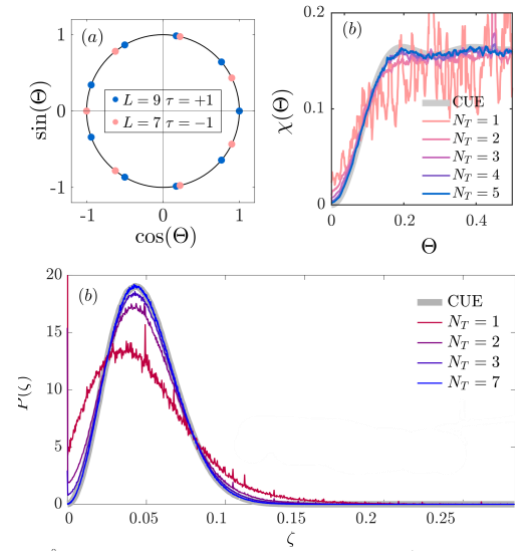 (a)
1
0
-1
sin(Θ)
L = 9 τ = +1
L = 7 τ = −1
-1 0 1
cos(Θ)
(b)
0.2
0.1
0
χ(Θ)
CUE
N_T = 1
N_T = 2
N_T = 3
N_T = 4
N_T = 5
0 0.2 0.4
Θ
(b)
20
15
10
5
0
P(ζ)
CUE
N_T = 1
N_T = 2
N_T = 3
N_T = 7
0 0.05 0.1 0.15 0.2 0.25
ζ